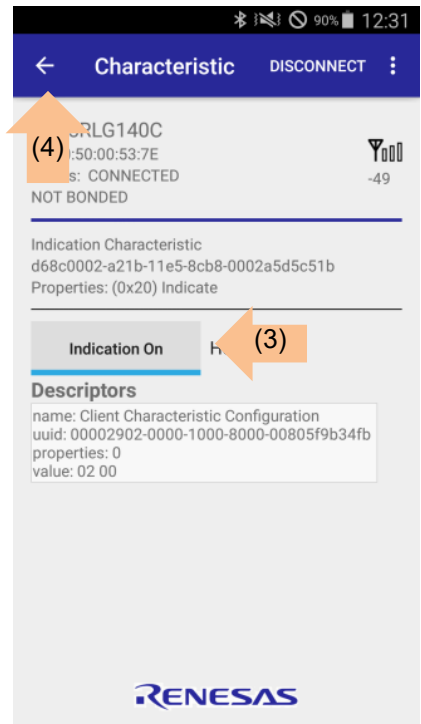 90% 12:31
Characteristic DISCONNECT
RLG140C
(4) :50:00:53:7E
s: CONNECTED
-49
NOT BONDED
Indication Characteristic
d68c0002-a21b-11e5-8cb8-0002a5d5c51b
Properties: (0x20) Indicate
Indication On H (3)
Descriptors
name: Client Characteristic Configuration
uuid: 00002902-0000-1000-8000-00805f9b34fb
properties: 0
value: 02 00
RENESAS